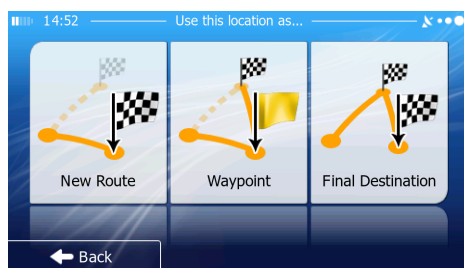 14:52 Use this location as...
New Route Waypoint Final Destination
Back